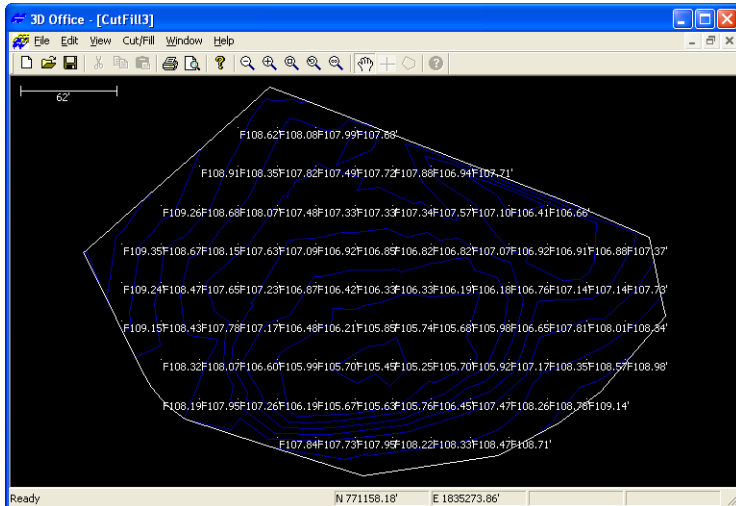 3D Office - [CutFill3]
File Edit View Cut/Fill Window Help
62'
F108.62'F108.08'F107.99'F107.88'
F108.91'F108.35'F107.82'F107.49'F107.72'F107.88'F106.94'F107.71'
F109.26'F108.68'F108.07'F107.48'F107.33'F107.33'F107.34'F107.57'F107.10'F106.41'F106.66'
F109.35'F108.67'F108.15'F107.63'F107.09'F106.92'F106.85'F106.82'F106.82'F107.07'F106.92'F106.91'F106.88'F107.37'
F109.24'F108.47'F107.65'F107.23'F106.87'F106.42'F106.33'F106.33'F106.19'F106.18'F106.76'F107.14'F107.14'F107.73'
F109.15'F108.43'F107.78'F107.17'F106.48'F106.21'F105.85'F105.74'F105.68'F105.98'F106.65'F107.81'F108.01'F108.34'
F108.32'F108.07'F106.60'F105.99'F105.70'F105.45'F105.25'F105.70'F105.92'F107.17'F108.35'F108.57'F108.98'
F108.19'F107.95'F107.26'F106.19'F105.67'F105.63'F105.76'F106.45'F107.47'F108.26'F108.78'F109.14'
F107.84'F107.73'F107.95'F108.22'F108.33'F108.47'F108.71'
Ready N 771158.18' E 1835273.86'